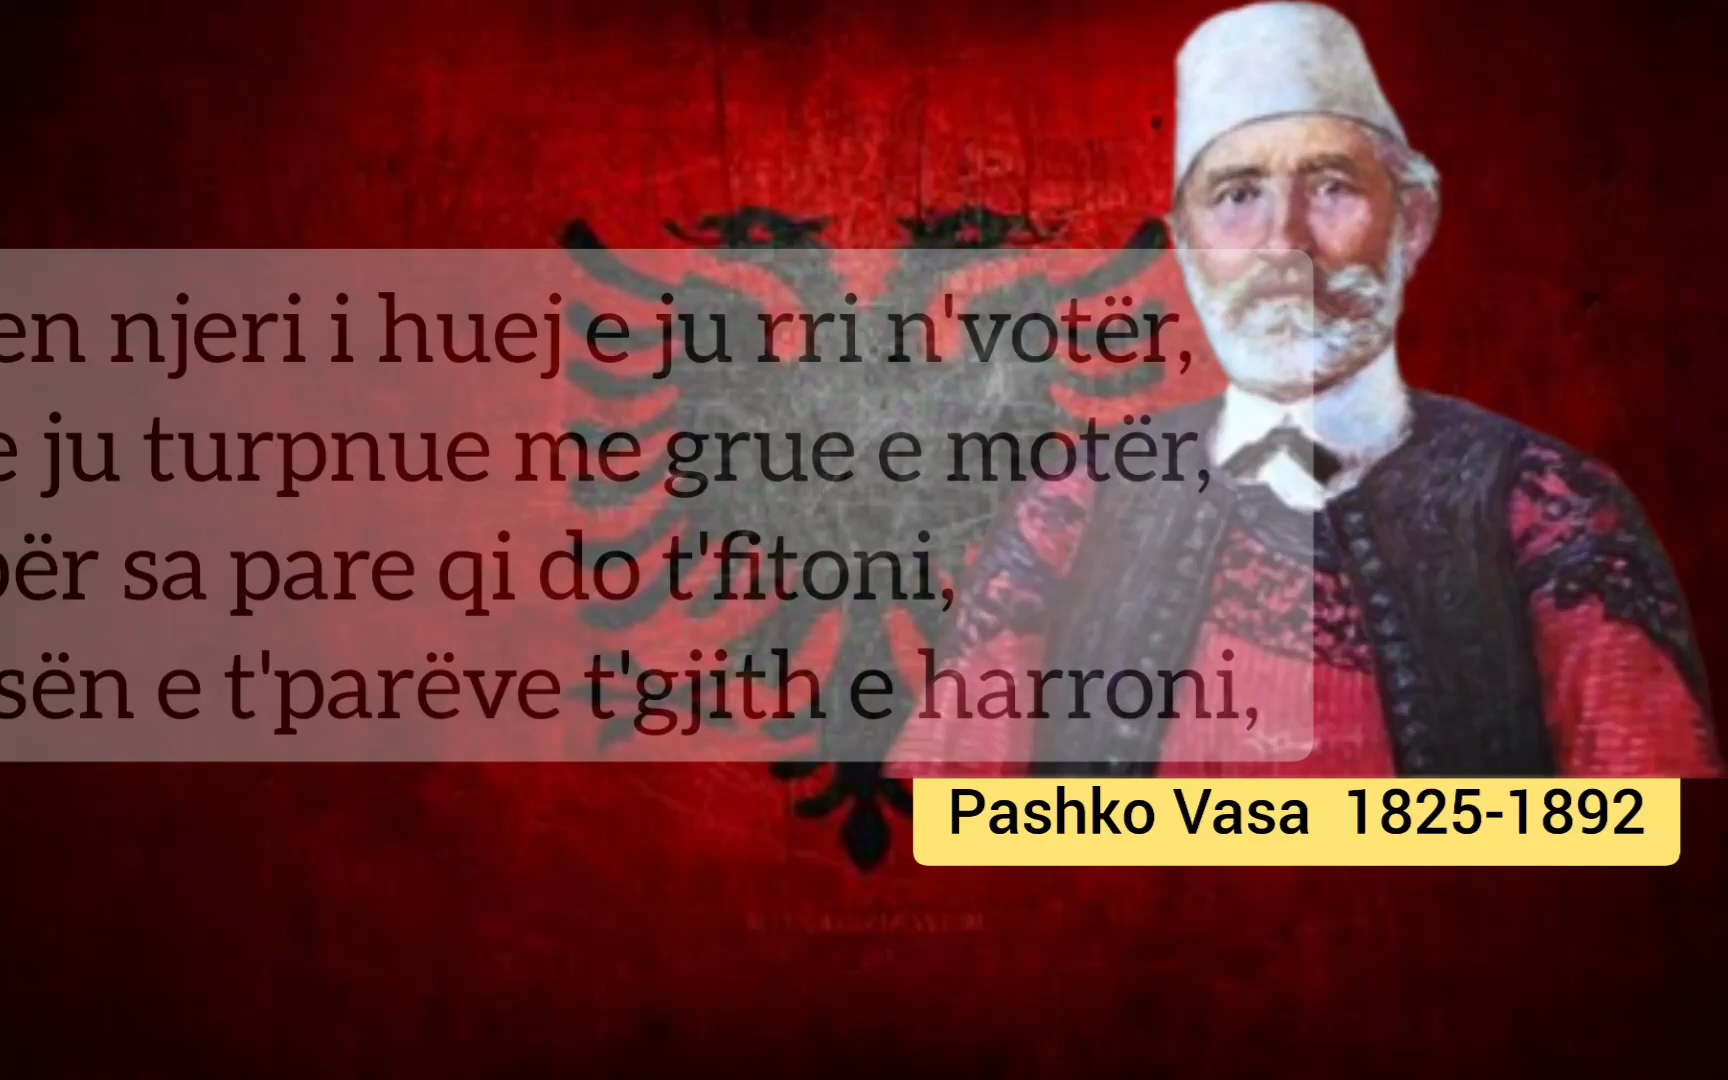 en njeri i huej e ju rri n'votër,
e ju turpnue me grue e motër,
për sa pare qi do t'fitoni,
sën e t'parëve t'gjith e harroni,
Pashko Vasa 1825-1892